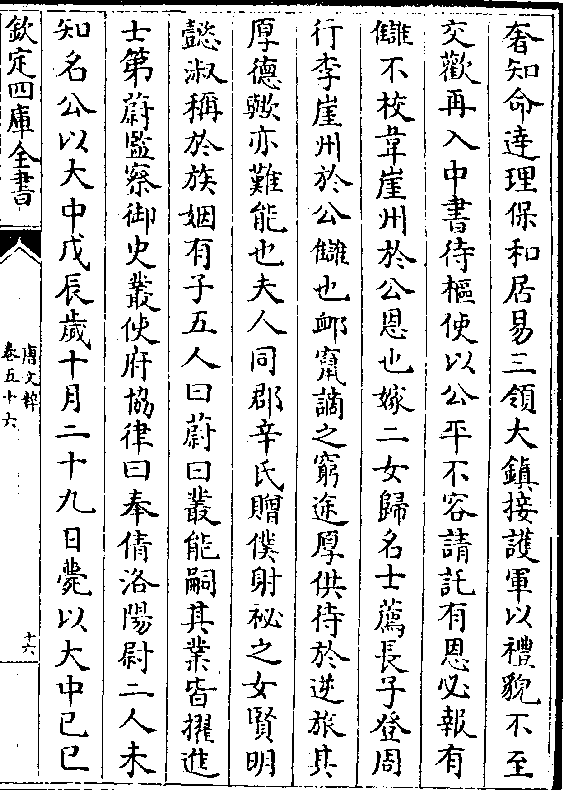 奢知命達理保和居易三領大鎮接護軍以禮貌不至
交歡再入中書待樞使以公平不容請託有恩必報有
讎不校韋崖州於公恩也嫁二女歸名士薦長子登周
行李崖州於公讎也䘏竄謫之窮途厚供待於逆旅其
厚德歟亦難能也夫人同郡辛氏贈僕射祕之女賢明
懿淑稱於族姻有子五人曰蔚曰叢能嗣其業皆擢進
士第蔚監察御史叢使府協律曰奉倩洛陽尉二人未
知名公以大中戊辰歲十月二十九日薨以大中己巳
欽定四庫全書
唐文粹
卷五十六
十六